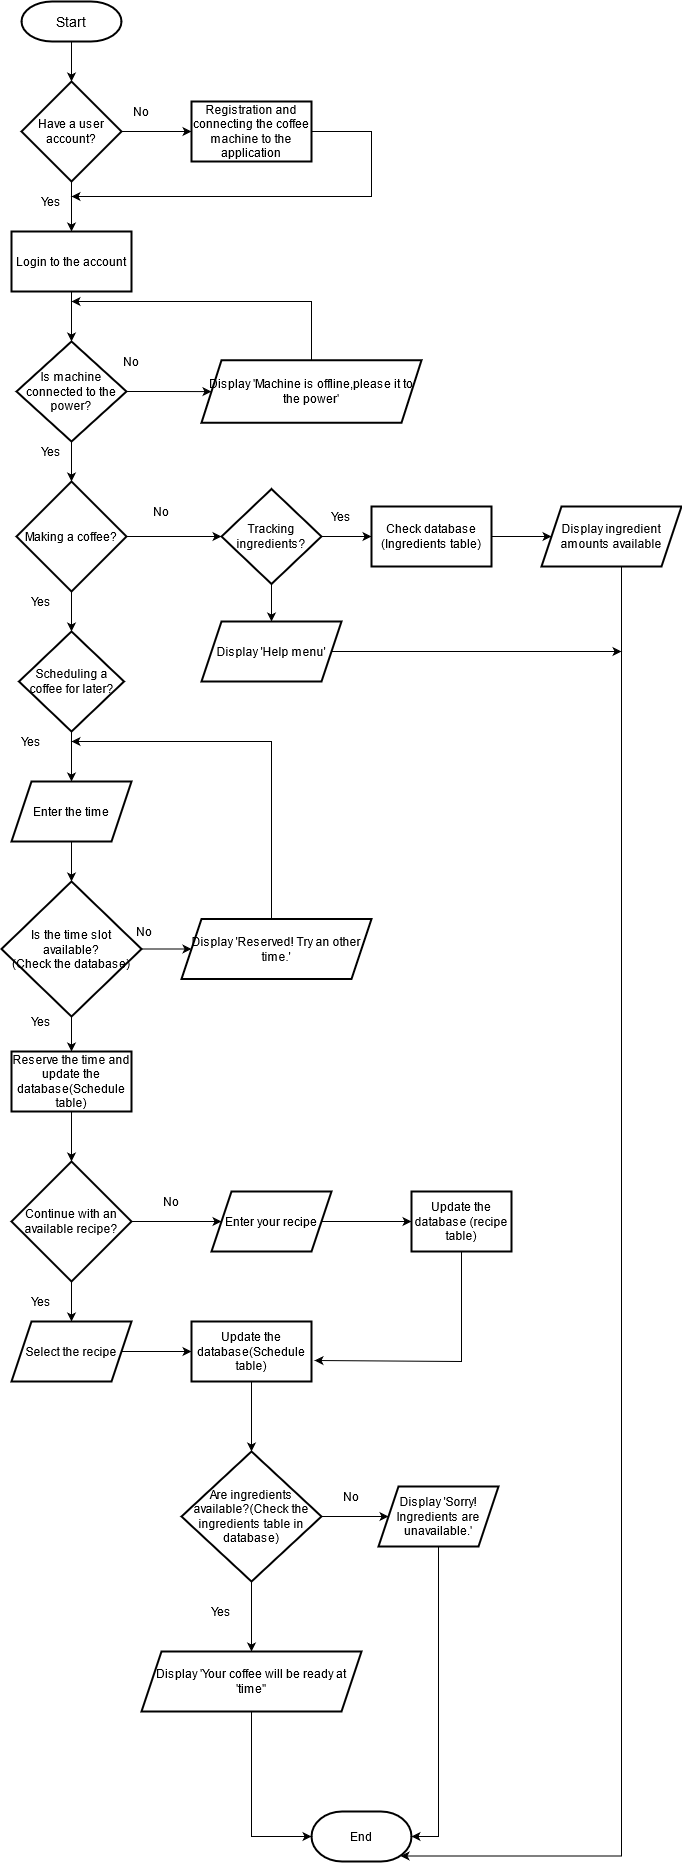 Start
Have a user
account?
No
Registration and
connecting the coffee
machine to the
application
Yes
Login to the account
Is machine
connected to the
power?
No
Display 'Machine is offline,please it to
the power'
Yes
Making a coffee?
No
Tracking
ingredients?
Yes
Check database
(Ingredients table)
Display ingredient
amounts available
Yes
Display 'Help menu'
Scheduling a
coffee for later?
Yes
Enter the time
Is the time slot
available?
(Check the database)
No
Display 'Reserved! Try an other
time.'
Yes
Reserve the time and
update the
database(Schedule
table)
Continue with an
available recipe?
No
Enter your recipe
Update the
database (recipe
table)
Yes
Select the recipe
Update the
database(Schedule
table)
Are ingredients
available?(Check the
ingredients table in
database)
No
Display 'Sorry!
Ingredients are
unavailable.'
Yes
Display 'Your coffee will be ready at
'time''
End